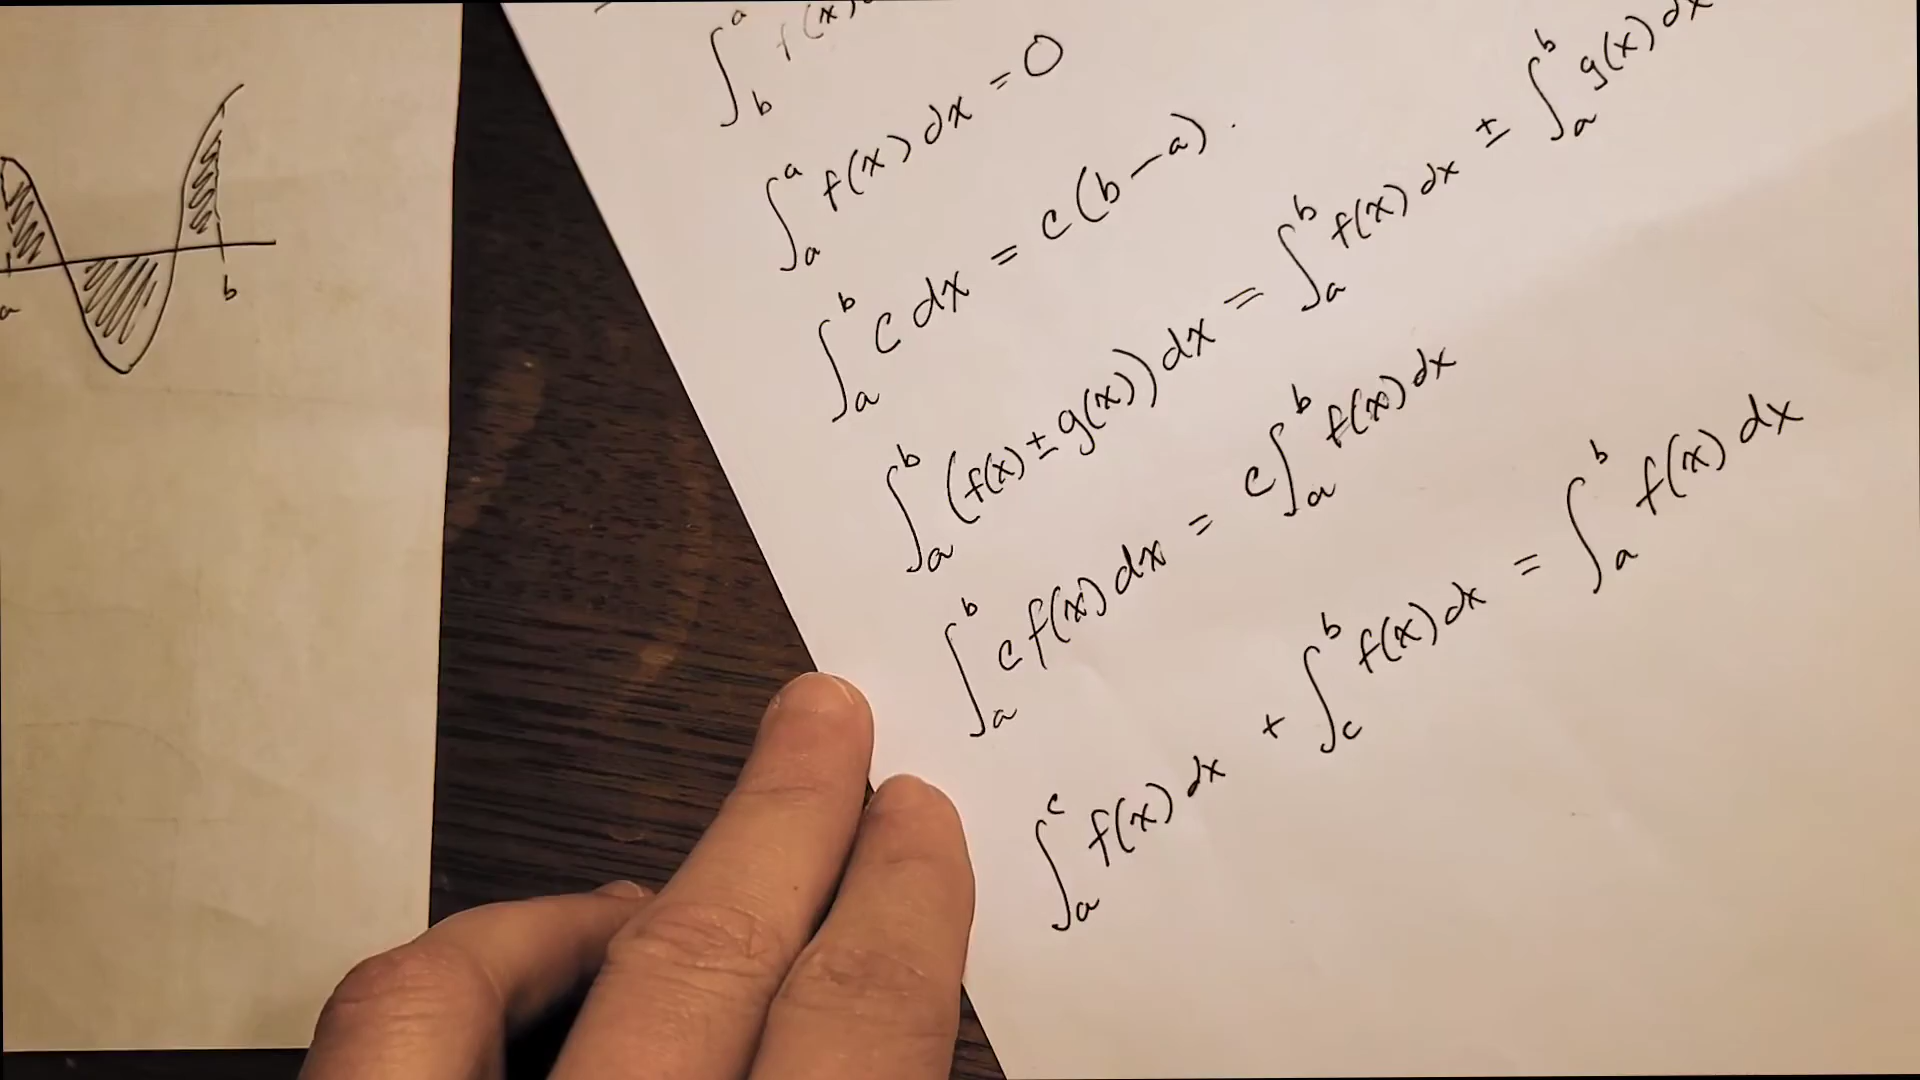 a b
∫_b^a f(x)
∫_a^a f(x) dx = 0
∫_a^b c dx = c(b-a).
∫_a^b (f(x) ± g(x)) dx = ∫_a^b f(x) dx ± ∫_a^b g(x) dx
∫_a^b c f(x) dx = c∫_a^b f(x) dx
∫_a^c f(x) dx + ∫_c^b f(x) dx = ∫_a^b f(x) dx